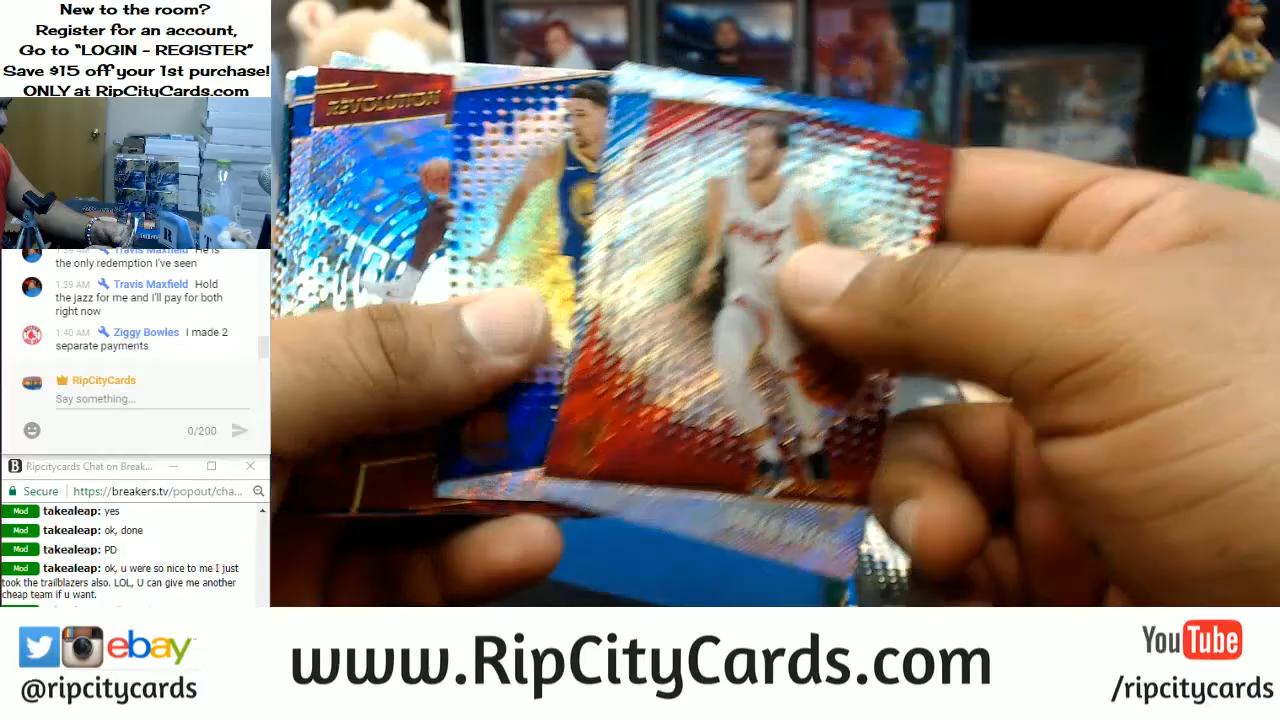 New to the room?
Register for an account,
Go to “LOGIN - REGISTER”
Save $15 off your 1st purchase!
ONLY at RipCityCards.com
Travis Maxfield He is
the only redemption I've seen
1:39 AM Travis Maxfield Hold
the jazz for me and I'll pay for both
right now
1:40 AM Ziggy Bowles I made 2
separate payments
RipCityCards
Say something...
0/200
Ripcitycards Chat on Break...
Secure https://breakers.tv/popout/cha...
Mod takealeap: yes
Mod takealeap: ok, done
Mod takealeap: PD
Mod takealeap: ok, u were so nice to me I just
took the trailblazers also. LOL, U can give me another
cheap team if u want.
REVOLUTION
ebay
@ripcitycards
www.RipCityCards.com
YouTube
/ripcitycards